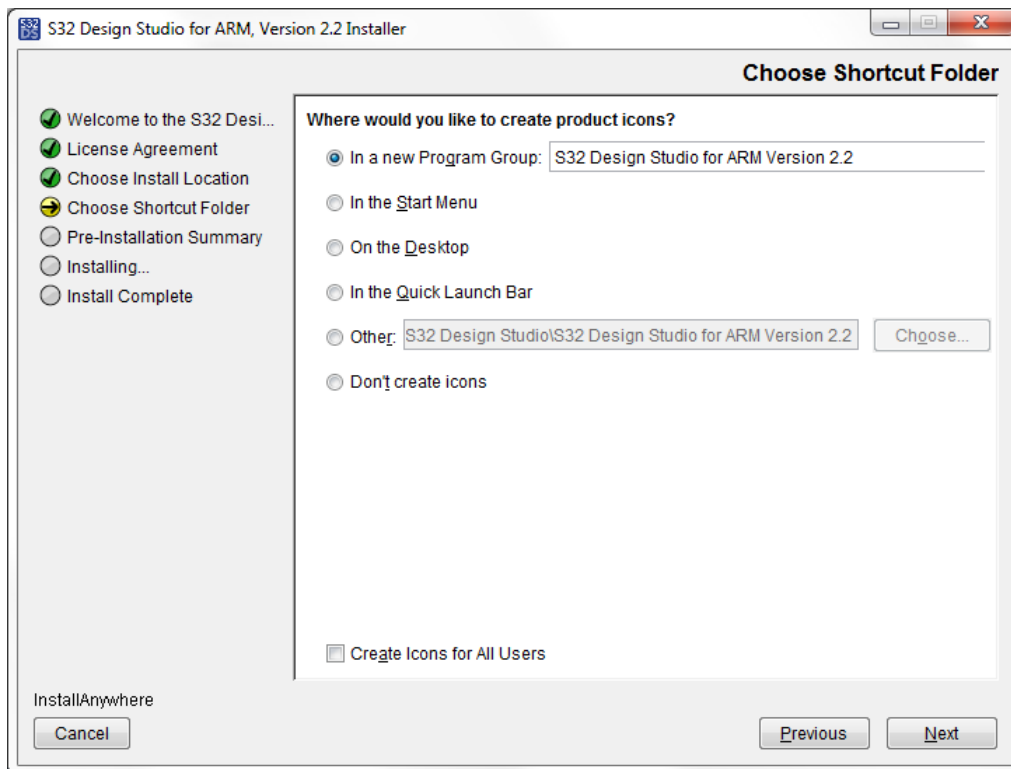 S32 DS S32 Design Studio for ARM, Version 2.2 Installer
Choose Shortcut Folder
Welcome to the S32 Desi...
License Agreement
Choose Install Location
Choose Shortcut Folder
Pre-Installation Summary
Installing...
Install Complete
Where would you like to create product icons?
In a new Program Group: S32 Design Studio for ARM Version 2.2
In the Start Menu
On the Desktop
In the Quick Launch Bar
Other: S32 Design Studio\S32 Design Studio for ARM Version 2.2 Choose...
Don't create icons
Create Icons for All Users
InstallAnywhere
Cancel Previous Next